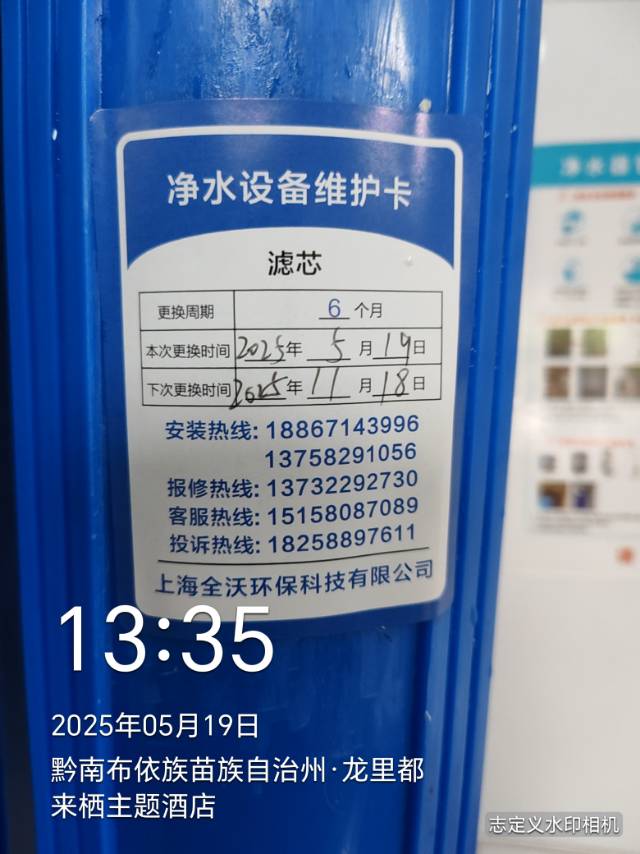 净水设备维护卡
滤芯
更换周期 6 个月
本次更换时间 2025年 5 月 19 日
下次更换时间 2025年 11 月 18 日
安装热线: 18867143996
13758291056
报修热线: 13732292730
客服热线: 15158087089
投诉热线: 18258897611
上海全沃环保科技有限公司
净水器
13:35
2025年05月19日
黔南布依族苗族自治州·龙里都
来栖主题酒店
志定义水印相机